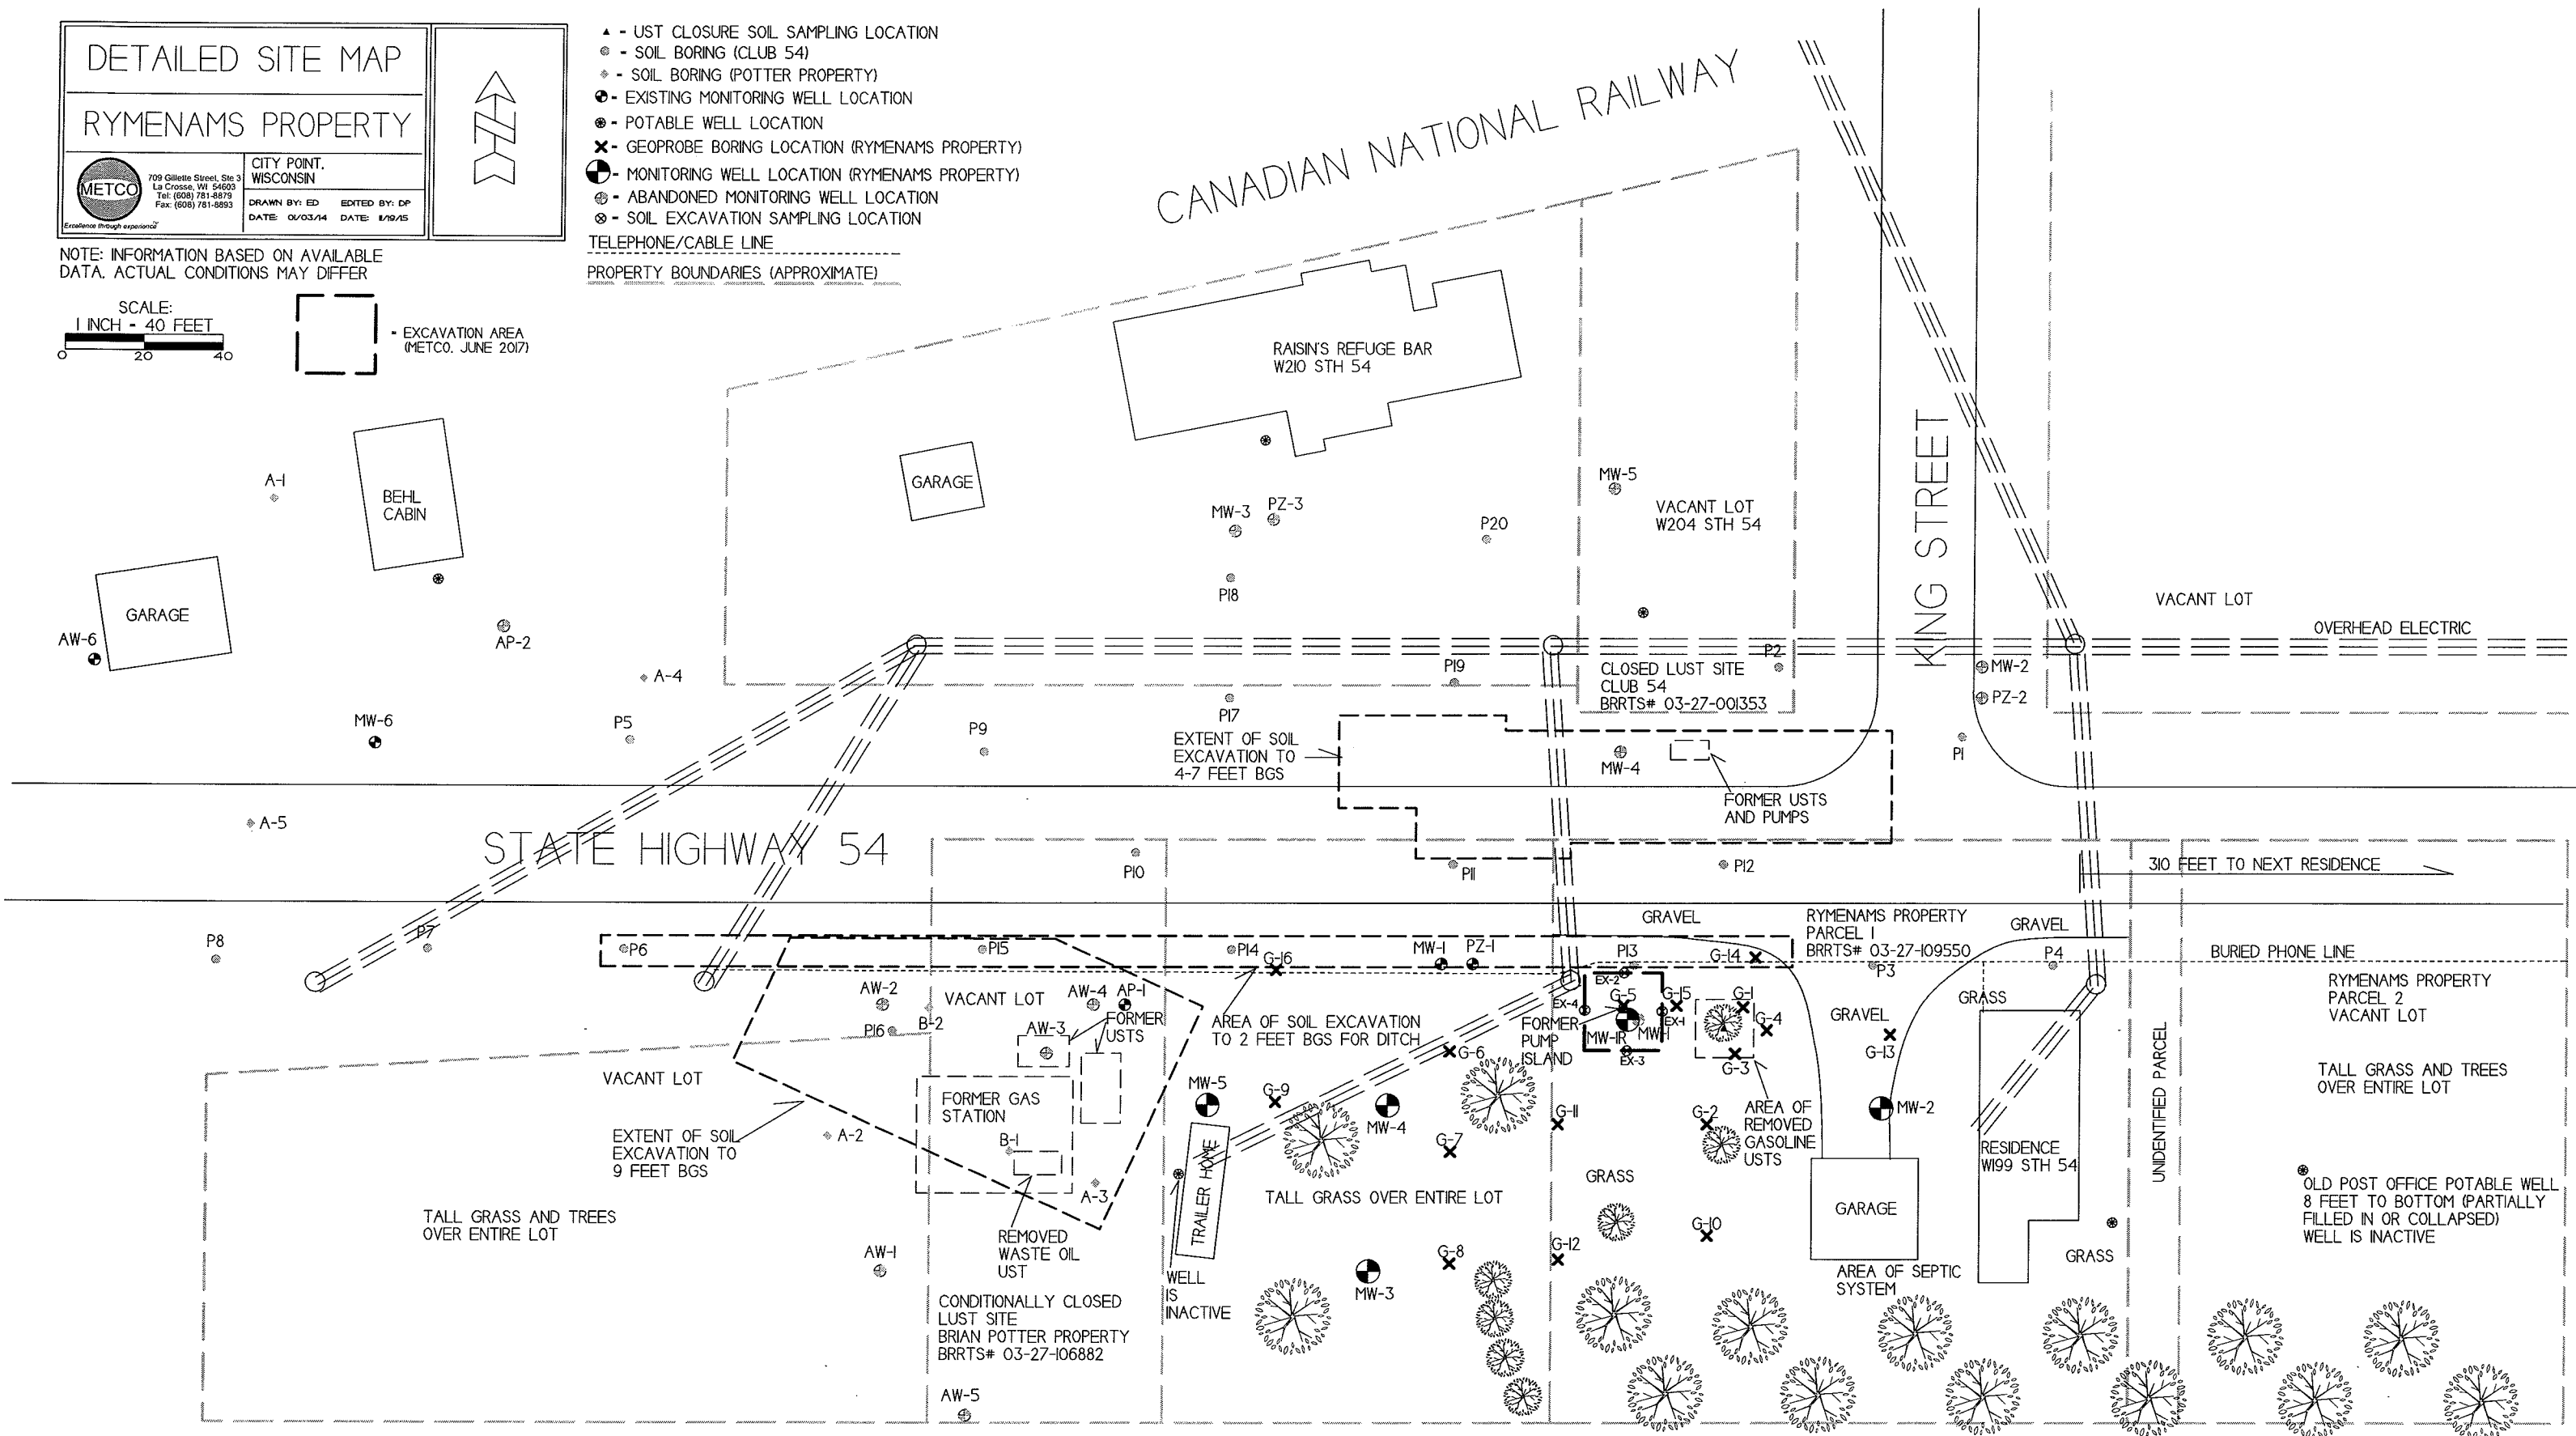 DETAILED SITE MAP
RYMENAMS PROPERTY
METCO
Excellence through experience
709 Gillette Street, Ste 3
La Crosse, WI 54603
Tel: (608) 781-8879
Fax: (608) 781-8893
CITY POINT,
WISCONSIN
DRAWN BY: ED EDITED BY: DP
DATE: 01/03/14 DATE: 11/19/15
N
NOTE: INFORMATION BASED ON AVAILABLE
DATA. ACTUAL CONDITIONS MAY DIFFER
SCALE:
1 INCH - 40 FEET
0 20 40
- EXCAVATION AREA
(METCO, JUNE 2017)
- UST CLOSURE SOIL SAMPLING LOCATION
- SOIL BORING (CLUB 54)
- SOIL BORING (POTTER PROPERTY)
- EXISTING MONITORING WELL LOCATION
- POTABLE WELL LOCATION
- GEOPROBE BORING LOCATION (RYMENAMS PROPERTY)
- MONITORING WELL LOCATION (RYMENAMS PROPERTY)
- ABANDONED MONITORING WELL LOCATION
- SOIL EXCAVATION SAMPLING LOCATION
TELEPHONE/CABLE LINE
PROPERTY BOUNDARIES (APPROXIMATE)
CANADIAN NATIONAL RAILWAY
RAISIN'S REFUGE BAR
W210 STH 54
GARAGE
MW-3
PZ-3
P20
P18
MW-5
VACANT LOT
W204 STH 54
KING STREET
VACANT LOT
OVERHEAD ELECTRIC
A-1
BEHL
CABIN
GARAGE
AW-6
AP-2
A-4
MW-6
P5
P9
P17
P19
P2
CLOSED LUST SITE
CLUB 54
BRRTS# 03-27-001353
MW-2
PZ-2
P1
EXTENT OF SOIL
EXCAVATION TO
4-7 FEET BGS
MW-4
FORMER USTS
AND PUMPS
A-5
STATE HIGHWAY 54
P10
P11
P12
310 FEET TO NEXT RESIDENCE
GRAVEL
RYMENAMS PROPERTY
PARCEL 1
BRRTS# 03-27-109550
GRAVEL
BURIED PHONE LINE
P8
P7
P6
P15
P14
G-16
MW-1
PZ-1
P13
G-14
P3
P4
AW-2
P16
B-2
VACANT LOT
AW-4
AP-1
AW-3
FORMER
USTS
AREA OF SOIL EXCAVATION
TO 2 FEET BGS FOR DITCH
EX-2
EX-4
G-5
G-15
EX-1
MW-1R
MW-1
EX-3
FORMER
PUMP
ISLAND
G-1
G-4
G-3
GRAVEL
G-13
GRASS
RYMENAMS PROPERTY
PARCEL 2
VACANT LOT
TALL GRASS AND TREES
OVER ENTIRE LOT
UNIDENTIFIED PARCEL
VACANT LOT
FORMER GAS
STATION
B-1
MW-5
G-9
G-6
MW-4
G-7
G-11
G-2
AREA OF
REMOVED
GASOLINE
USTS
MW-2
RESIDENCE
W199 STH 54
EXTENT OF SOIL
EXCAVATION TO
9 FEET BGS
A-2
A-3
TRAILER HOME
TALL GRASS OVER ENTIRE LOT
GRASS
GARAGE
OLD POST OFFICE POTABLE WELL
8 FEET TO BOTTOM (PARTIALLY
FILLED IN OR COLLAPSED)
WELL IS INACTIVE
TALL GRASS AND TREES
OVER ENTIRE LOT
AW-1
REMOVED
WASTE OIL
UST
WELL
IS
INACTIVE
G-8
G-12
G-10
MW-3
AREA OF SEPTIC
SYSTEM
GRASS
CONDITIONALLY CLOSED
LUST SITE
BRIAN POTTER PROPERTY
BRRTS# 03-27-106882
AW-5